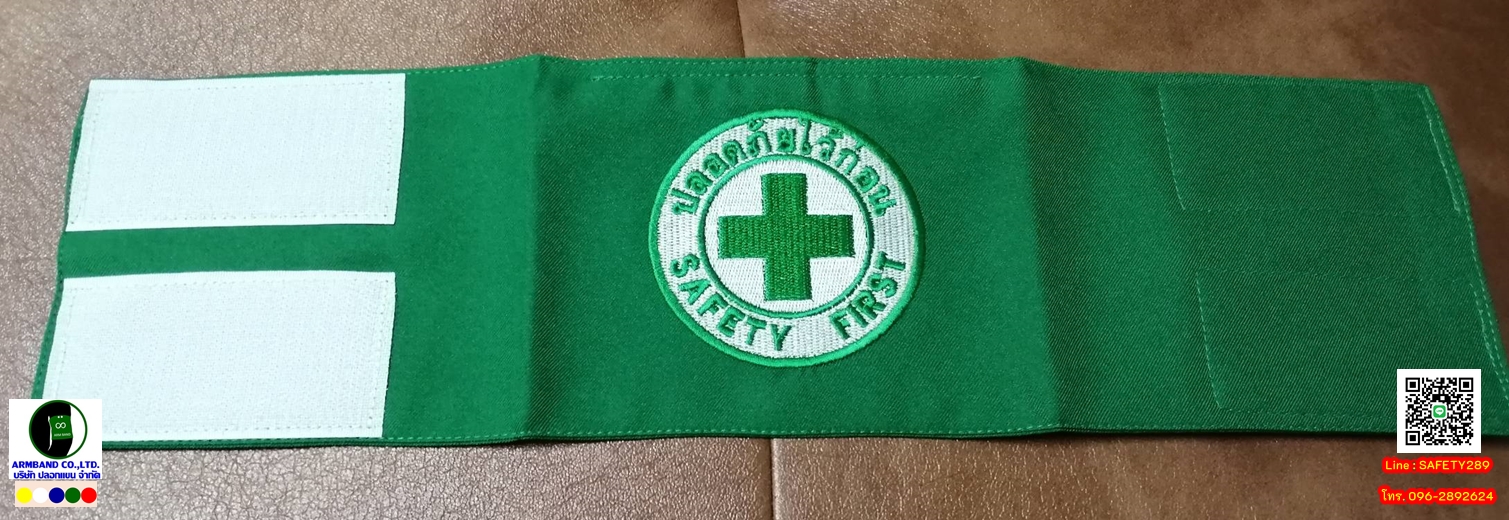 ปลอดภัยไว้ก่อน
SAFETY FIRST
ARMBAND CO.,LTD.
บริษัท ปลอกแขน จำกัด
Line : SAFETY289
โทร. 096-2892624